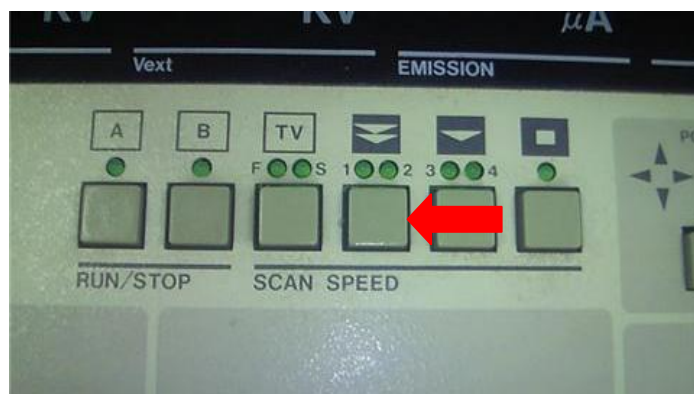 KV KV μA
Vext EMISSION
A B TV
F S 1 2 3 4
RUN/STOP SCAN SPEED